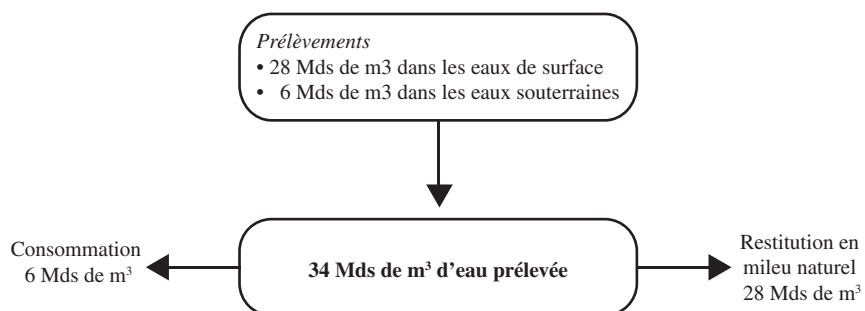 Prélèvements
• 28 Mds de m3 dans les eaux de surface
• 6 Mds de m3 dans les eaux souterraines
Consommation
6 Mds de m³
34 Mds de m³ d'eau prélevée
Restitution en
mileu naturel
28 Mds de m³